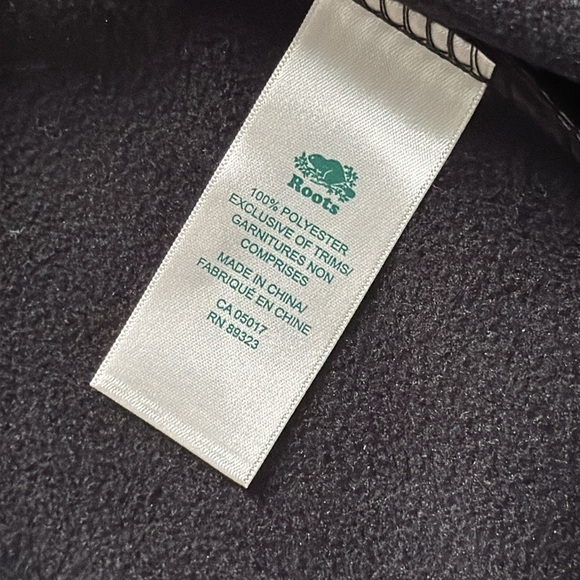 Roots
100% POLYESTER
EXCLUSIVE OF TRIMS/
GARNITURES NON
COMPRISES
MADE IN CHINA/
FABRIQUÉ EN CHINE
CA 05017
RN 89323